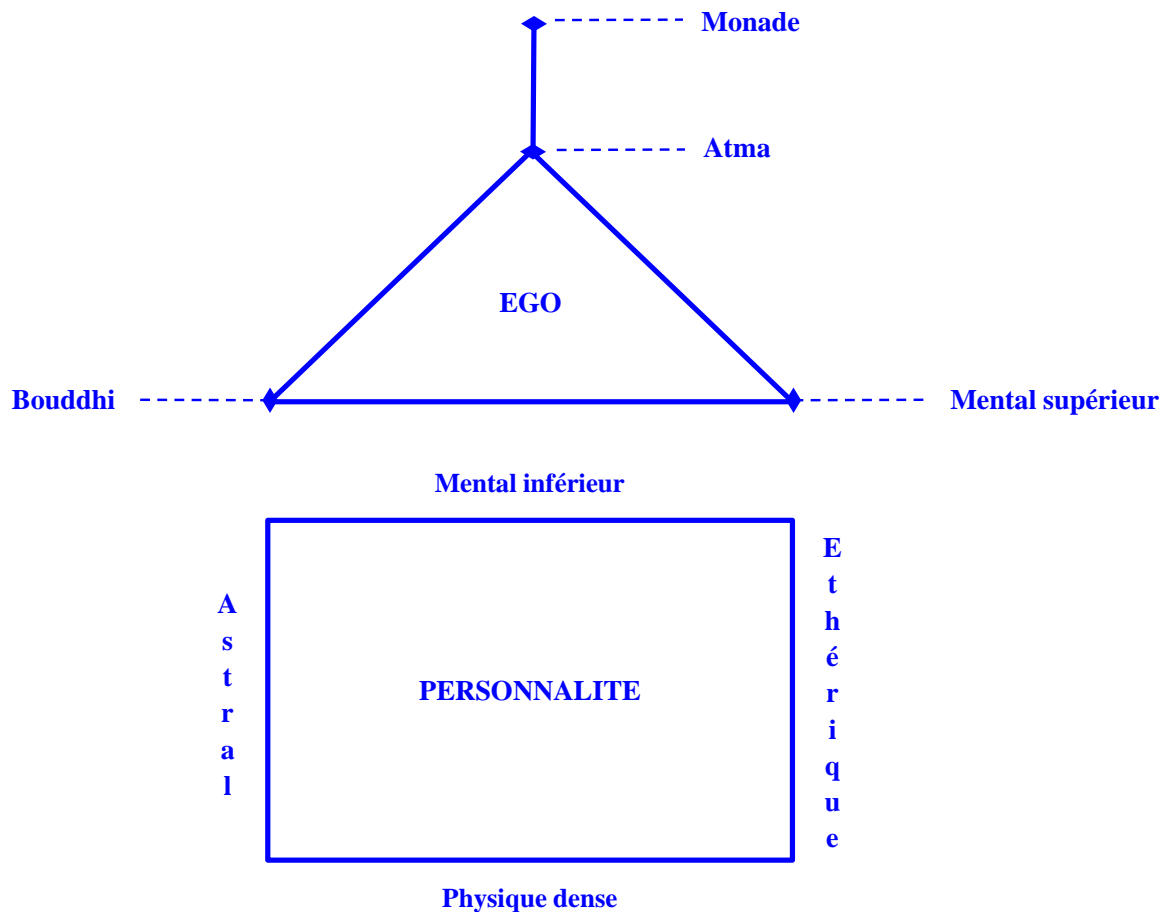 Monade
Atma
EGO
Bouddhi
Mental supérieur
Mental inférieur
Astral
Ethérique
PERSONNALITE
Physique dense